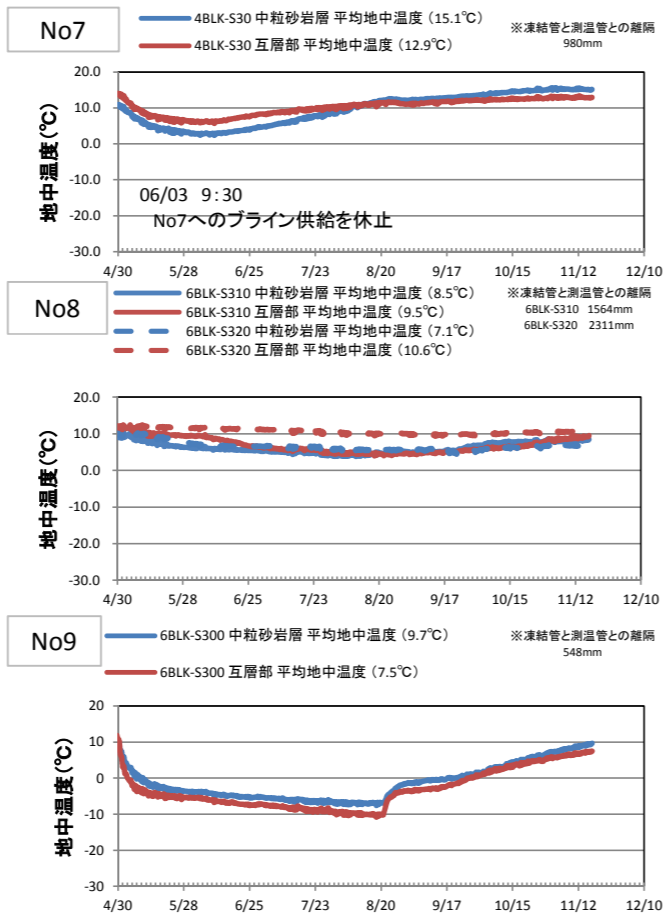 No7
4BLK-S30 中粒砂岩層 平均地中温度 (15.1℃)
4BLK-S30 互層部 平均地中温度 (12.9℃)
※凍結管と測温管との離隔
980mm
地中温度(℃)
20.0
10.0
0.0
-10.0
-20.0
-30.0
06/03 9:30
No7へのブライン供給を休止
4/30 5/28 6/25 7/23 8/20 9/17 10/15 11/12 12/10
No8
6BLK-S310 中粒砂岩層 平均地中温度 (8.5℃)
6BLK-S310 互層部 平均地中温度 (9.5℃)
6BLK-S320 中粒砂岩層 平均地中温度 (7.1℃)
6BLK-S320 互層部 平均地中温度 (10.6℃)
※凍結管と測温管との離隔
6BLK-S310 1564mm
6BLK-S320 2311mm
地中温度(℃)
20.0
10.0
0.0
-10.0
-20.0
-30.0
4/30 5/28 6/25 7/23 8/20 9/17 10/15 11/12 12/10
No9
6BLK-S300 中粒砂岩層 平均地中温度 (9.7℃)
6BLK-S300 互層部 平均地中温度 (7.5℃)
※凍結管と測温管との離隔
548mm
地中温度(℃)
20
10
0
-10
-20
-30
4/30 5/28 6/25 7/23 8/20 9/17 10/15 11/12 12/10